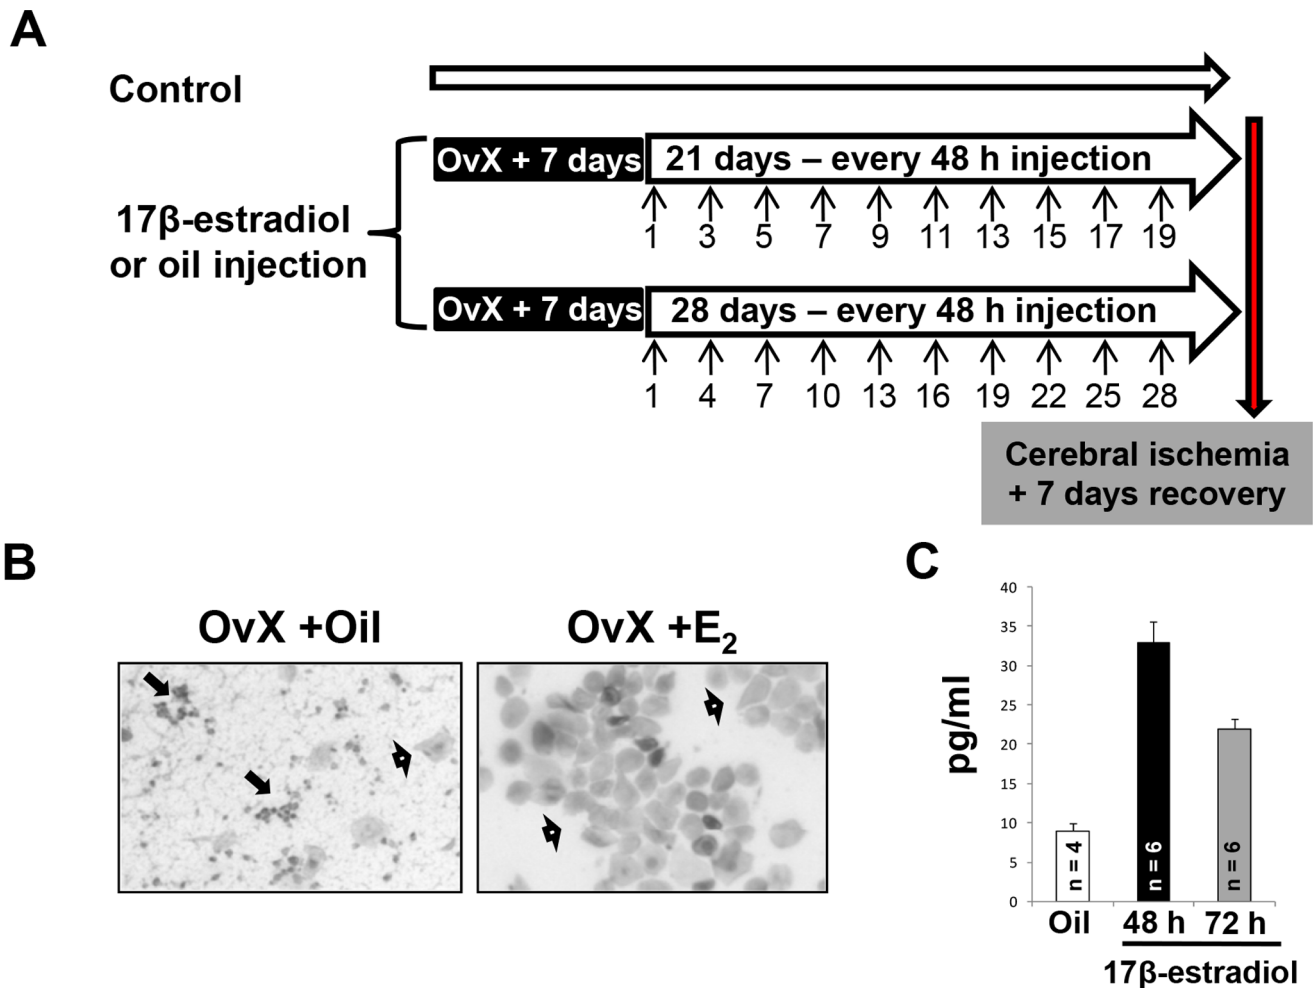 A
Control
17β-estradiol
or oil injection
OvX + 7 days
21 days – every 48 h injection
1 3 5 7 9 11 13 15 17 19
OvX + 7 days
28 days – every 48 h injection
1 4 7 10 13 16 19 22 25 28
Cerebral ischemia
+ 7 days recovery
B
OvX +Oil
OvX +E₂
C
pg/ml
40
35
30
25
20
15
10
5
0
n = 4
n = 6
n = 6
Oil
48 h
72 h
17β-estradiol